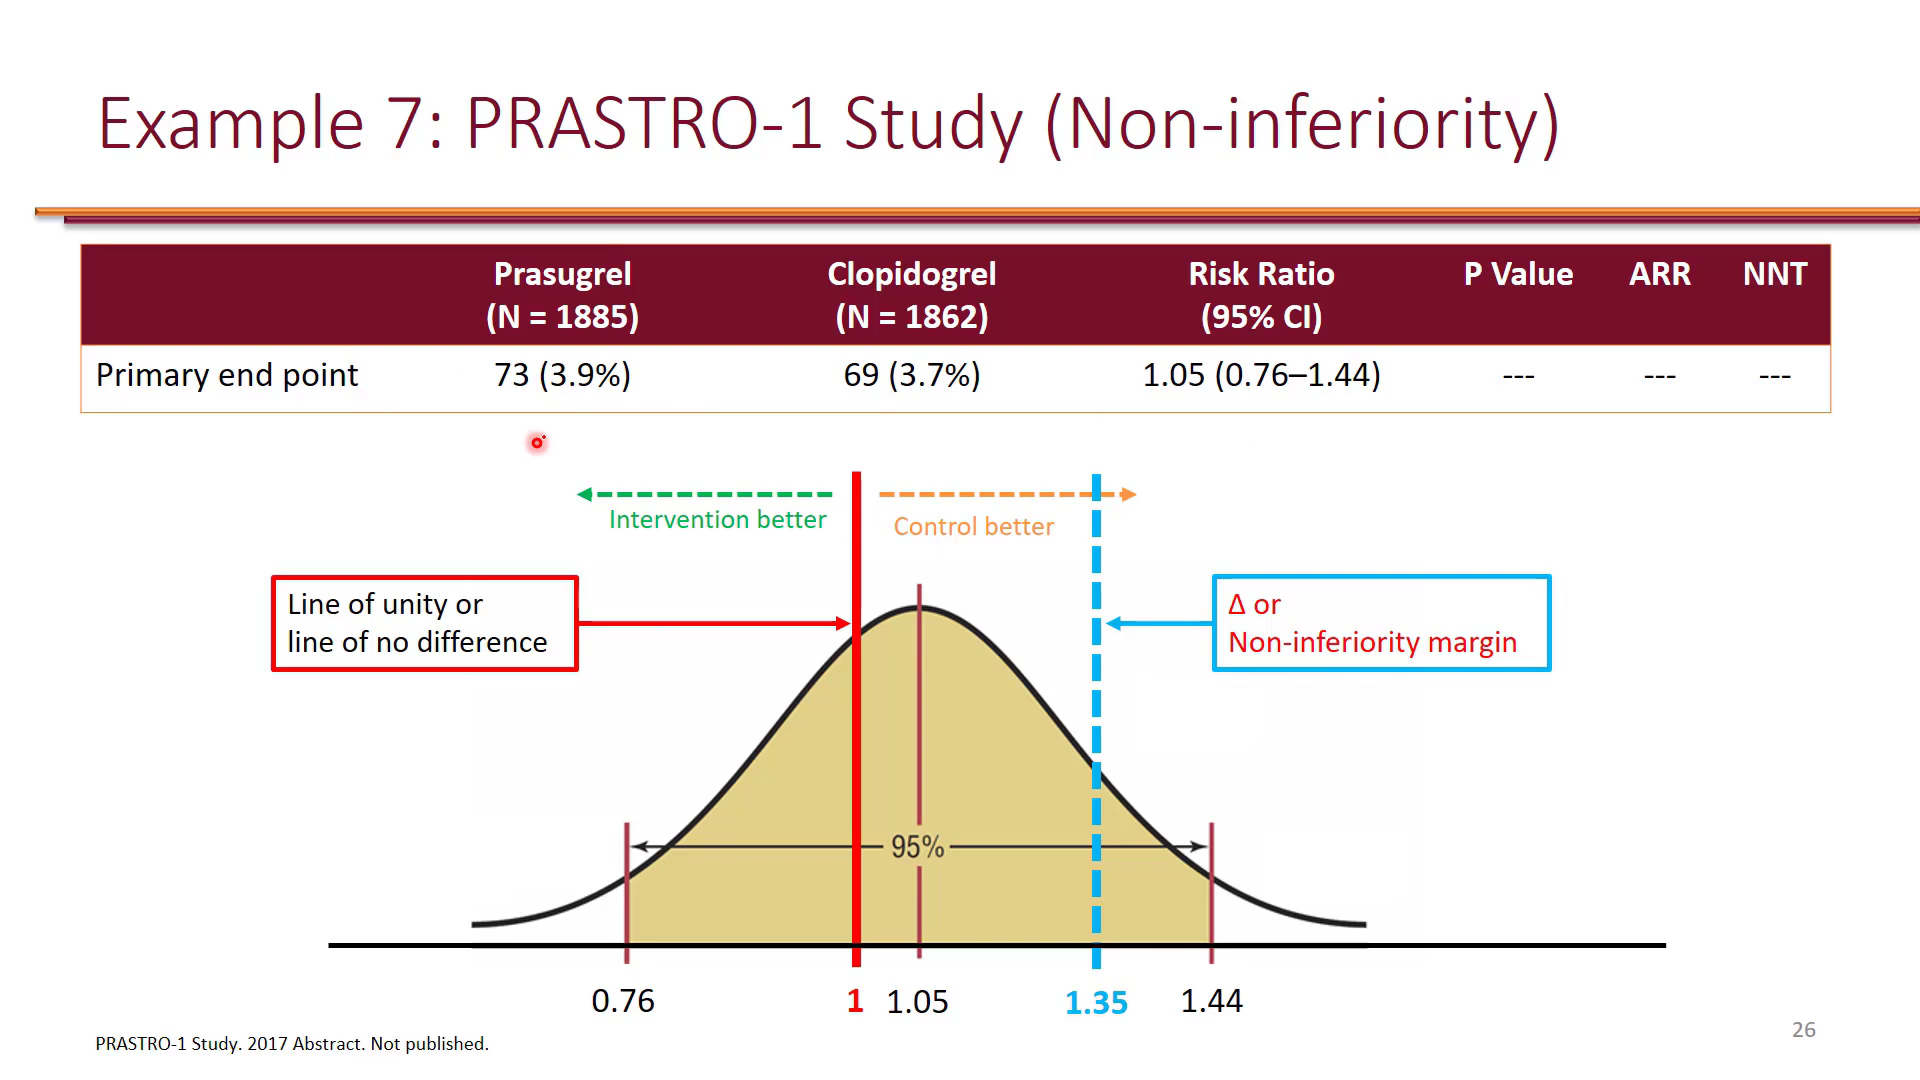 Example 7: PRASTRO-1 Study (Non-inferiority)
Prasugrel Clopidogrel Risk Ratio P Value ARR NNT
(N = 1885) (N = 1862) (95% CI)
Primary end point 73 (3.9%) 69 (3.7%) 1.05 (0.76–1.44) --- --- ---
Intervention better
Control better
Line of unity or
line of no difference
Δ or
Non-inferiority margin
95%
0.76 1 1.05 1.35 1.44
PRASTRO-1 Study. 2017 Abstract. Not published.
26